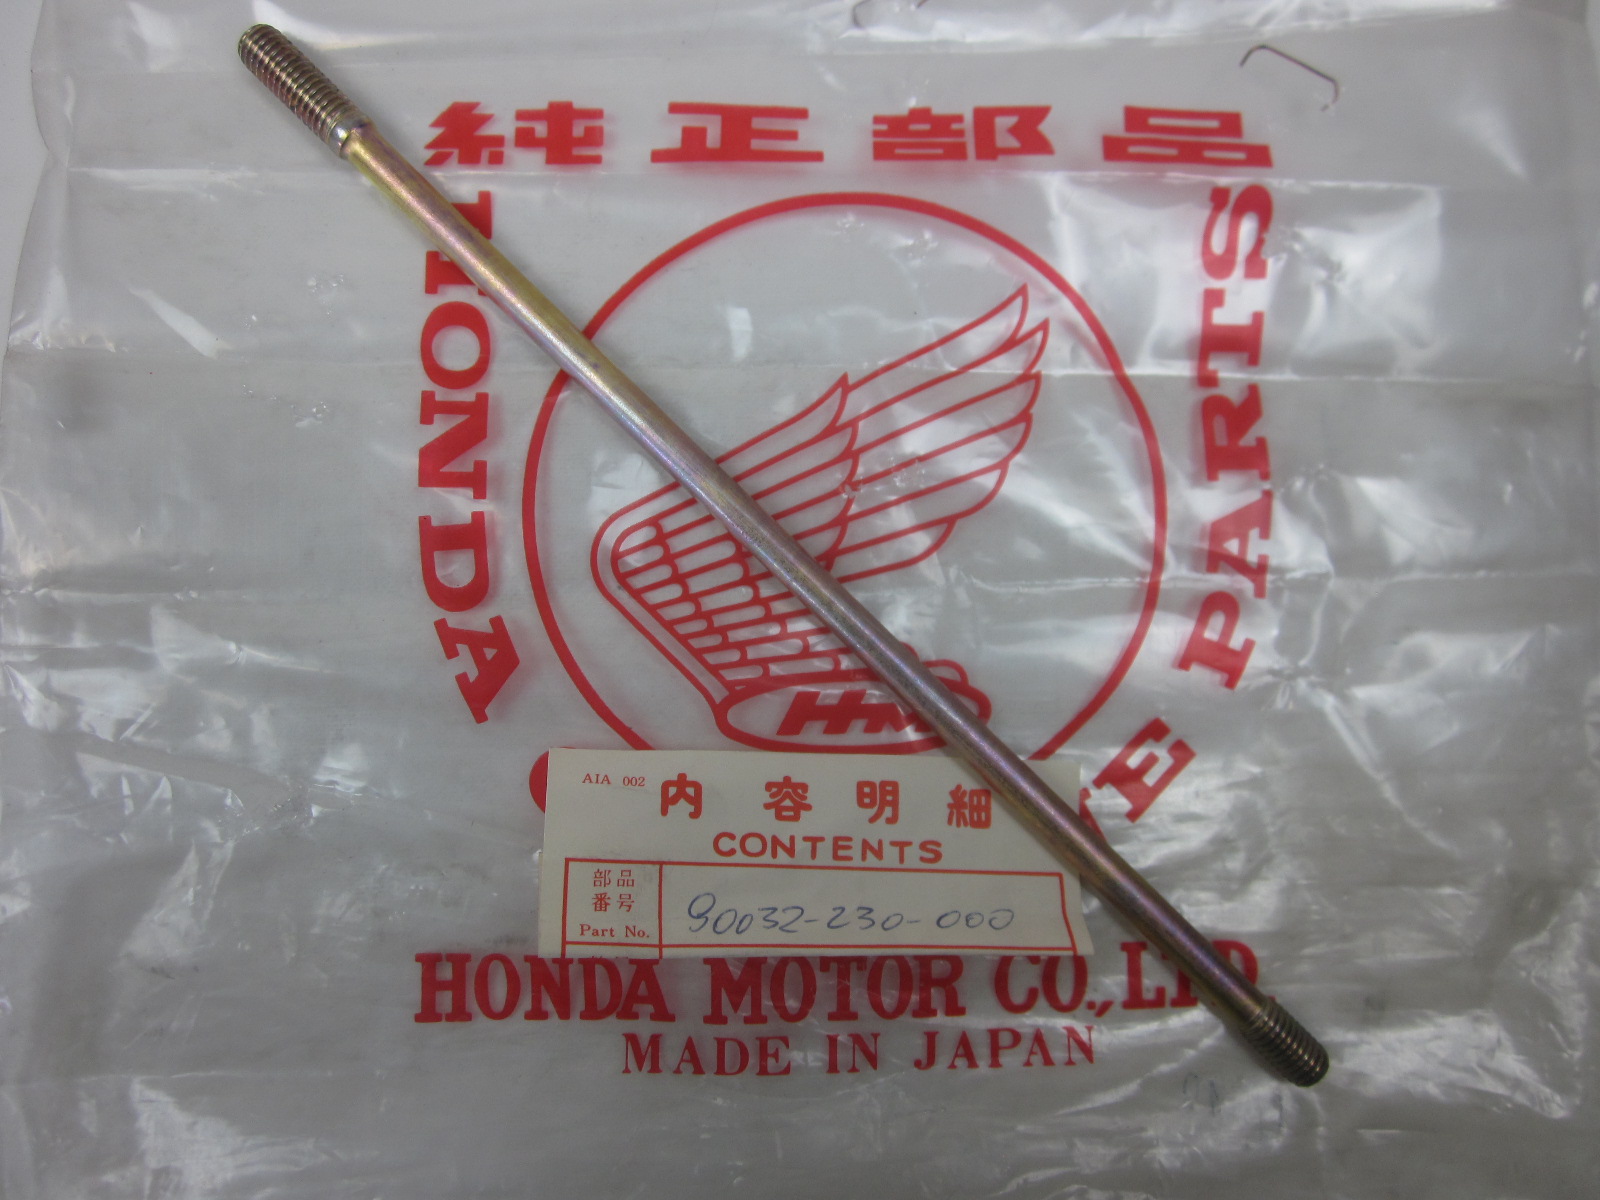 純正部品
HONDA
PARTS
HM
AIA 002
内容明細
CONTENTS
部品
番号
Part No.
90032-230-000
HONDA MOTOR CO.,LTD
MADE IN JAPAN